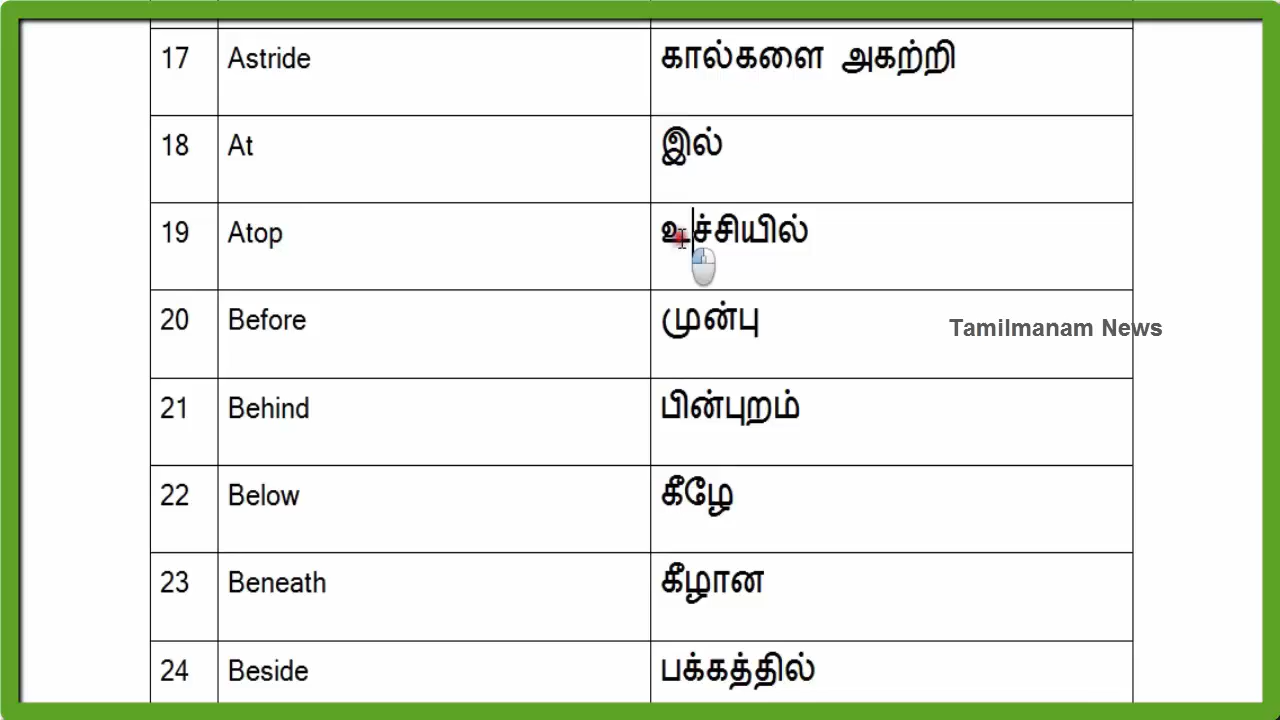 17 Astride கால்களை அகற்றி
18 At இல்
19 Atop உச்சியில்
20 Before முன்பு
Tamilmanam News
21 Behind பின்புறம்
22 Below கீழே
23 Beneath கீழான
24 Beside பக்கத்தில்